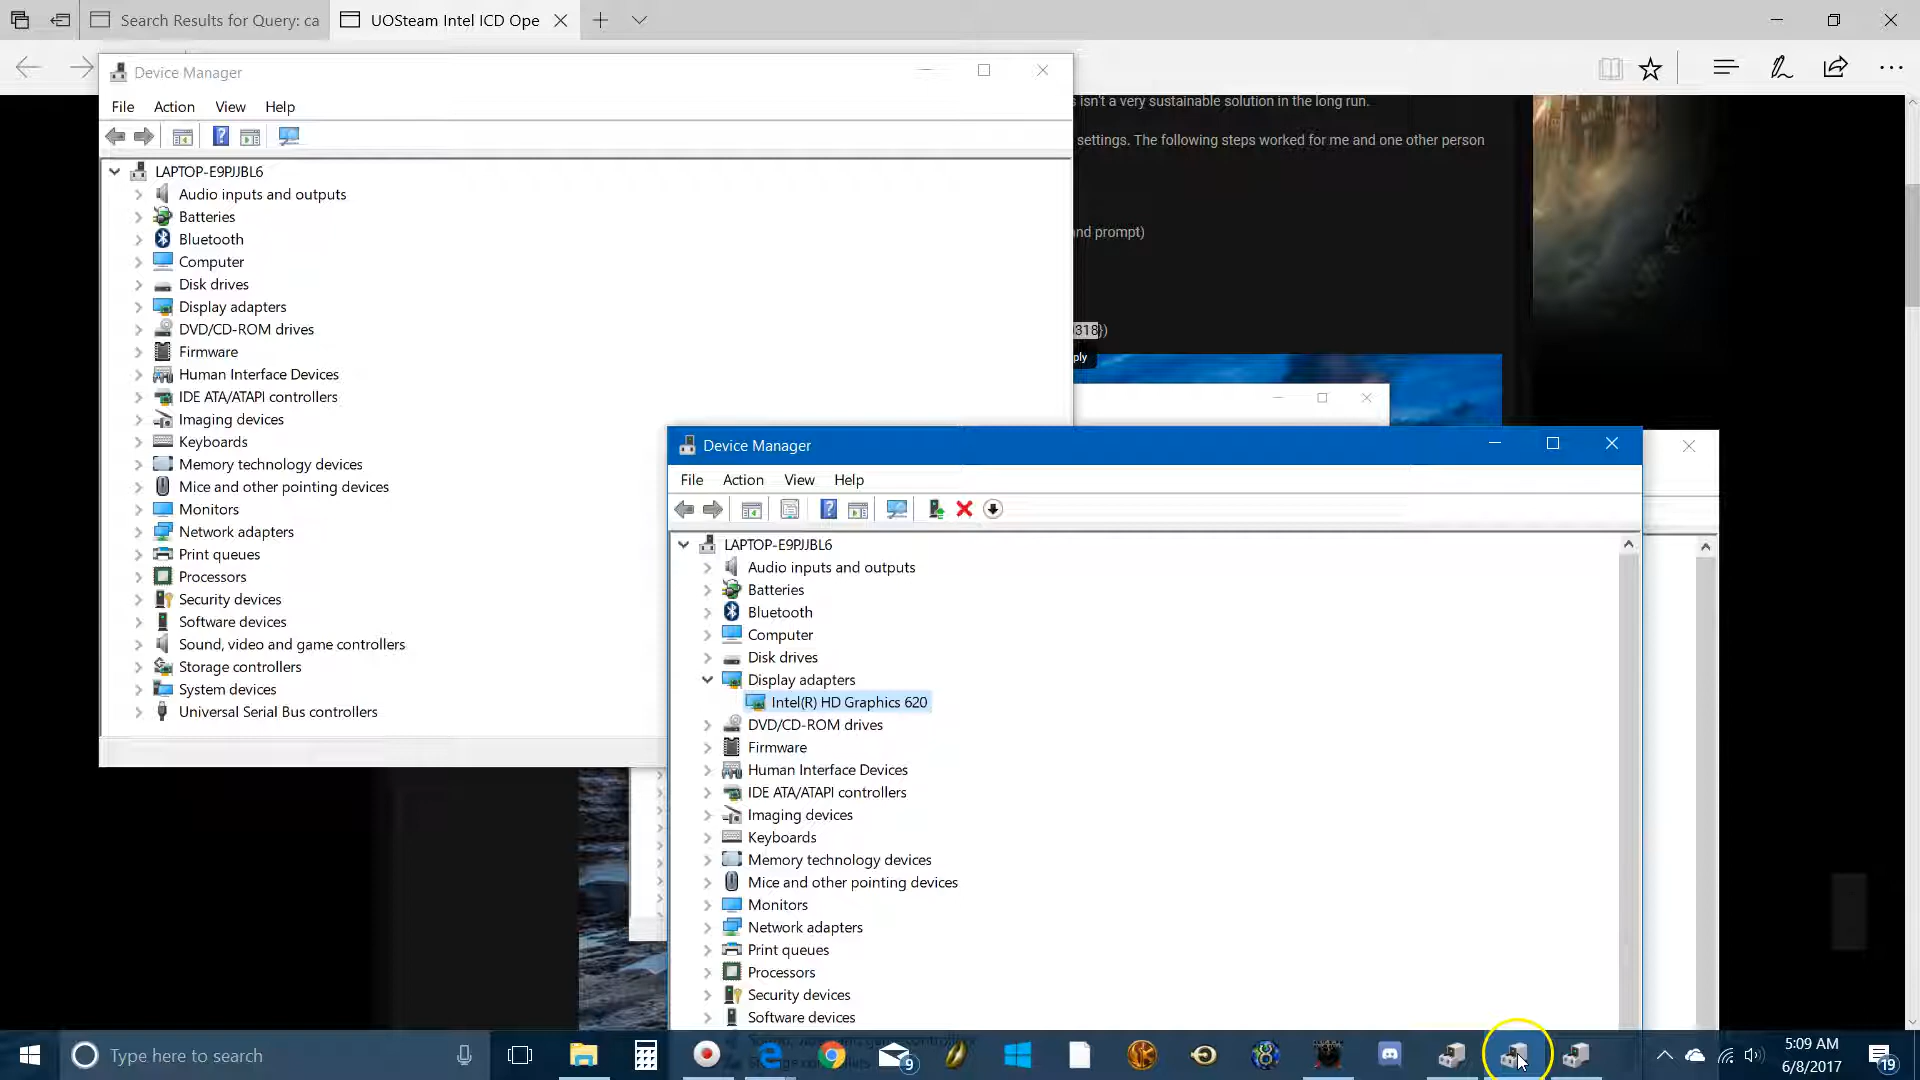 Search Results for Query: ca
UOSteam Intel ICD Ope
Device Manager
File Action View Help
s isn't a very sustainable solution in the long run.
settings. The following steps worked for me and one other person
and prompt)
318})
ply
LAPTOP-E9PJJBL6
Audio inputs and outputs
Batteries
Bluetooth
Computer
Disk drives
Display adapters
DVD/CD-ROM drives
Firmware
Human Interface Devices
IDE ATA/ATAPI controllers
Imaging devices
Keyboards
Memory technology devices
Mice and other pointing devices
Monitors
Network adapters
Print queues
Processors
Security devices
Software devices
Sound, video and game controllers
Storage controllers
System devices
Universal Serial Bus controllers
Device Manager
File Action View Help
LAPTOP-E9PJJBL6
Audio inputs and outputs
Batteries
Bluetooth
Computer
Disk drives
Display adapters
Intel(R) HD Graphics 620
DVD/CD-ROM drives
Firmware
Human Interface Devices
IDE ATA/ATAPI controllers
Imaging devices
Keyboards
Memory technology devices
Mice and other pointing devices
Monitors
Network adapters
Print queues
Processors
Security devices
Software devices
Type here to search
9
5:09 AM
6/8/2017
19